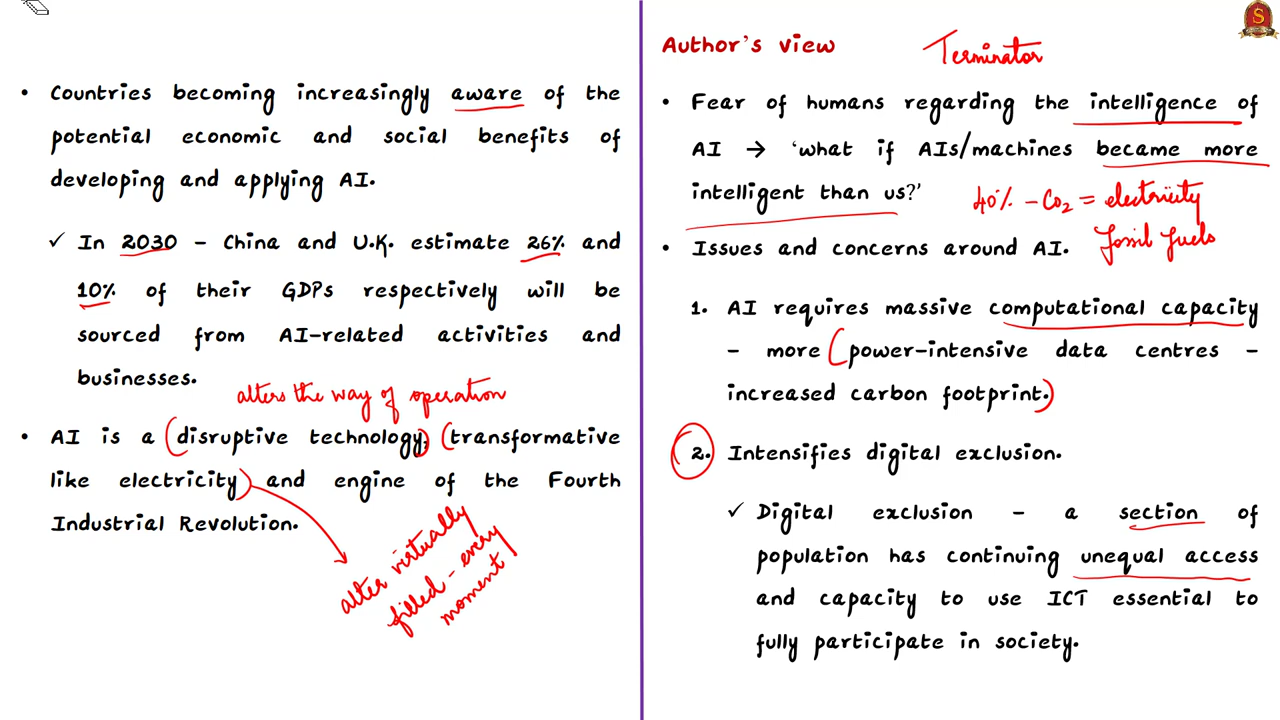 • Countries becoming increasingly aware of the
potential economic and social benefits of
developing and applying AI.
✓ In 2030 - China and U.K. estimate 26% and
10% of their GDPs respectively will be
sourced from AI-related activities and
businesses.
alters the way of operation
• AI is a (disruptive technology,) (transformative
like electricity) and engine of the Fourth
Industrial Revolution.
alter virtually
filled - every
moment
S
Author's view
Terminator
• Fear of humans regarding the intelligence of
AI → 'what if AIs/machines became more
intelligent than us?'
40% - CO2 = electricity
fossil fuels
• Issues and concerns around AI.
1. AI requires massive computational capacity
- more (power-intensive data centres -
increased carbon footprint.)
2. Intensifies digital exclusion.
✓ Digital exclusion - a section of
population has continuing unequal access
and capacity to use ICT essential to
fully participate in society.